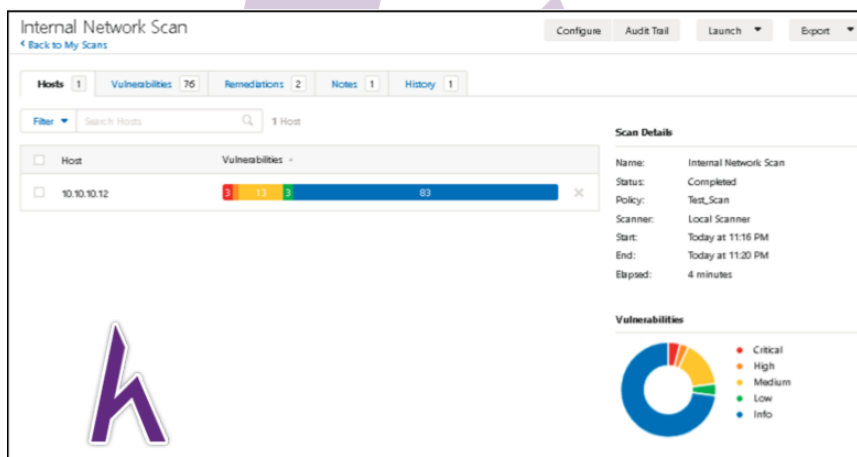 Internal Network Scan
Back to My Scans
Configure
Audit Trail
Launch
Export
Hosts 1
Vulnerabilities 76
Remediations 2
Notes 1
History 1
Filter
Search Hosts
1 Host
Host
Vulnerabilities
10.10.10.12
3 13 3 83
Scan Details
Name: Internal Network Scan
Status: Completed
Policy: Test_Scan
Scanner: Local Scanner
Start: Today at 11:16 PM
End: Today at 11:20 PM
Elapsed: 4 minutes
Vulnerabilities
Critical
High
Medium
Low
Info